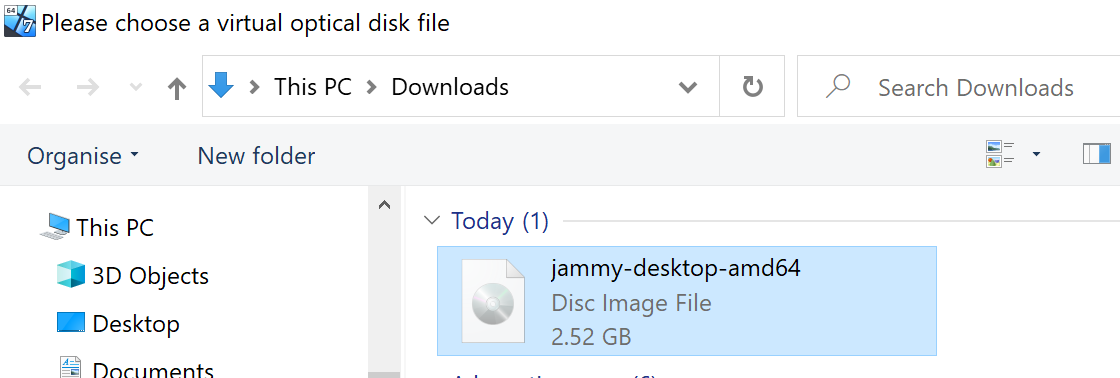 Please choose a virtual optical disk file
This PC > Downloads
Search Downloads
Organise
New folder
This PC
3D Objects
Desktop
Documents
Today (1)
jammy-desktop-amd64
Disc Image File
2.52 GB